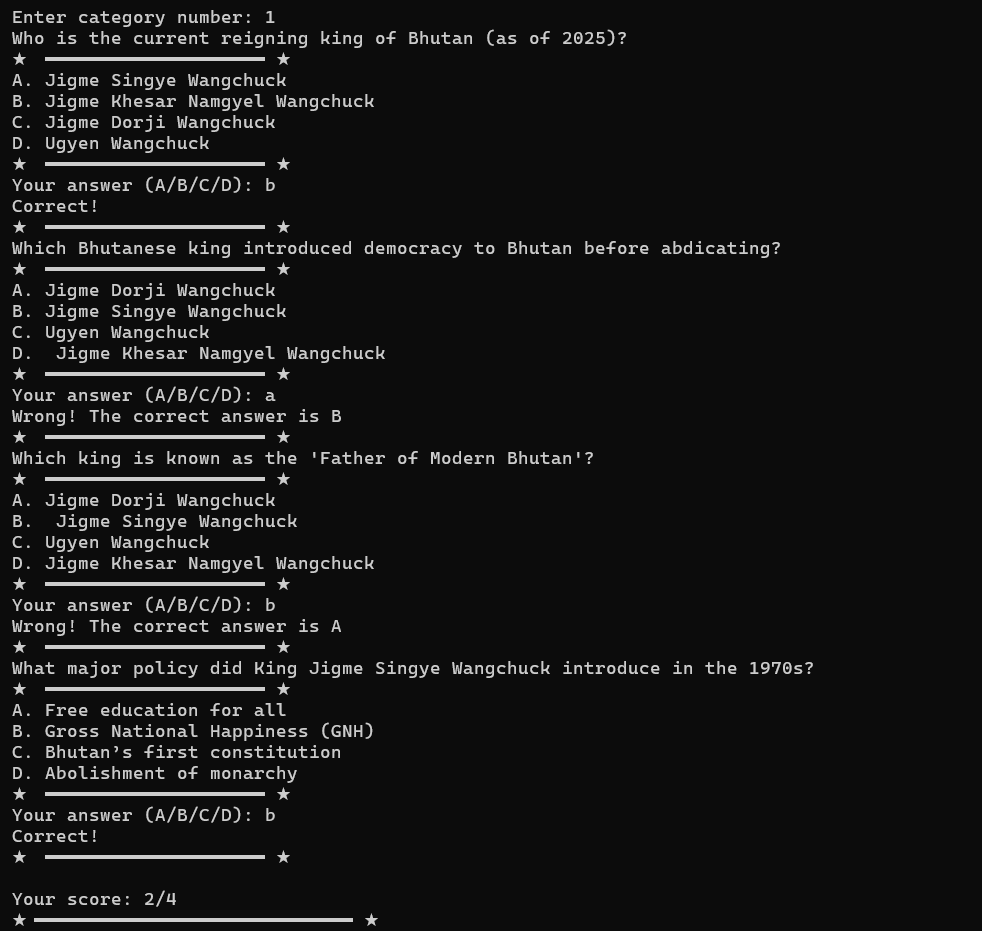 Enter category number: 1
Who is the current reigning king of Bhutan (as of 2025)?
★ ━━━━━━━━━━━━━━━━━━━━ ★
A. Jigme Singye Wangchuck
B. Jigme Khesar Namgyel Wangchuck
C. Jigme Dorji Wangchuck
D. Ugyen Wangchuck
★ ━━━━━━━━━━━━━━━━━━━━ ★
Your answer (A/B/C/D): b
Correct!
★ ━━━━━━━━━━━━━━━━━━━━ ★
Which Bhutanese king introduced democracy to Bhutan before abdicating?
★ ━━━━━━━━━━━━━━━━━━━━ ★
A. Jigme Dorji Wangchuck
B. Jigme Singye Wangchuck
C. Ugyen Wangchuck
D.  Jigme Khesar Namgyel Wangchuck
★ ━━━━━━━━━━━━━━━━━━━━ ★
Your answer (A/B/C/D): a
Wrong! The correct answer is B
★ ━━━━━━━━━━━━━━━━━━━━ ★
Which king is known as the 'Father of Modern Bhutan'?
★ ━━━━━━━━━━━━━━━━━━━━ ★
A. Jigme Dorji Wangchuck
B.  Jigme Singye Wangchuck
C. Ugyen Wangchuck
D. Jigme Khesar Namgyel Wangchuck
★ ━━━━━━━━━━━━━━━━━━━━ ★
Your answer (A/B/C/D): b
Wrong! The correct answer is A
★ ━━━━━━━━━━━━━━━━━━━━ ★
What major policy did King Jigme Singye Wangchuck introduce in the 1970s?
★ ━━━━━━━━━━━━━━━━━━━━ ★
A. Free education for all
B. Gross National Happiness (GNH)
C. Bhutan’s first constitution
D. Abolishment of monarchy
★ ━━━━━━━━━━━━━━━━━━━━ ★
Your answer (A/B/C/D): b
Correct!
★ ━━━━━━━━━━━━━━━━━━━━ ★
Your score: 2/4
★ ━━━━━━━━━━━━━━━━━━━━━━━━━━━━━ ★